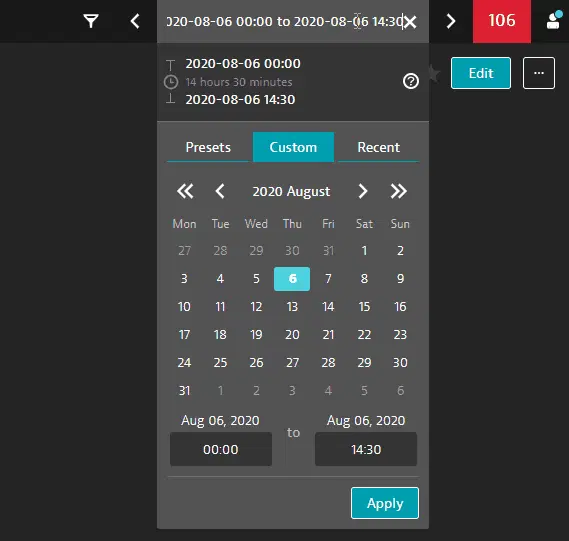 020-08-06 00:00 to 2020-08-06 14:30
106
2020-08-06 00:00
14 hours 30 minutes
2020-08-06 14:30
Edit
...
Presets Custom Recent
2020 August
Mon Tue Wed Thu Fri Sat Sun
27 28 29 30 31 1 2
3 4 5 6 7 8 9
10 11 12 13 14 15 16
17 18 19 20 21 22 23
24 25 26 27 28 29 30
31 1 2 3 4 5 6
Aug 06, 2020 to Aug 06, 2020
00:00 14:30
Apply